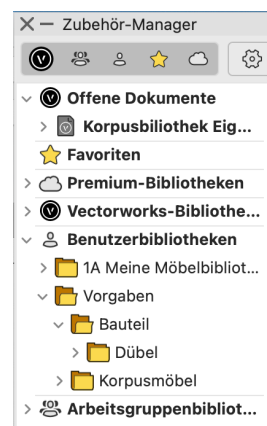 Zubehör-Manager
Offene Dokumente
Korpusbiliothek Eig...
Favoriten
Premium-Bibliotheken
Vectorworks-Bibliothe...
Benutzerbibliotheken
1A Meine Möbelbibliot...
Vorgaben
Bauteil
Dübel
Korpusmöbel
Arbeitsgruppenbibliot...